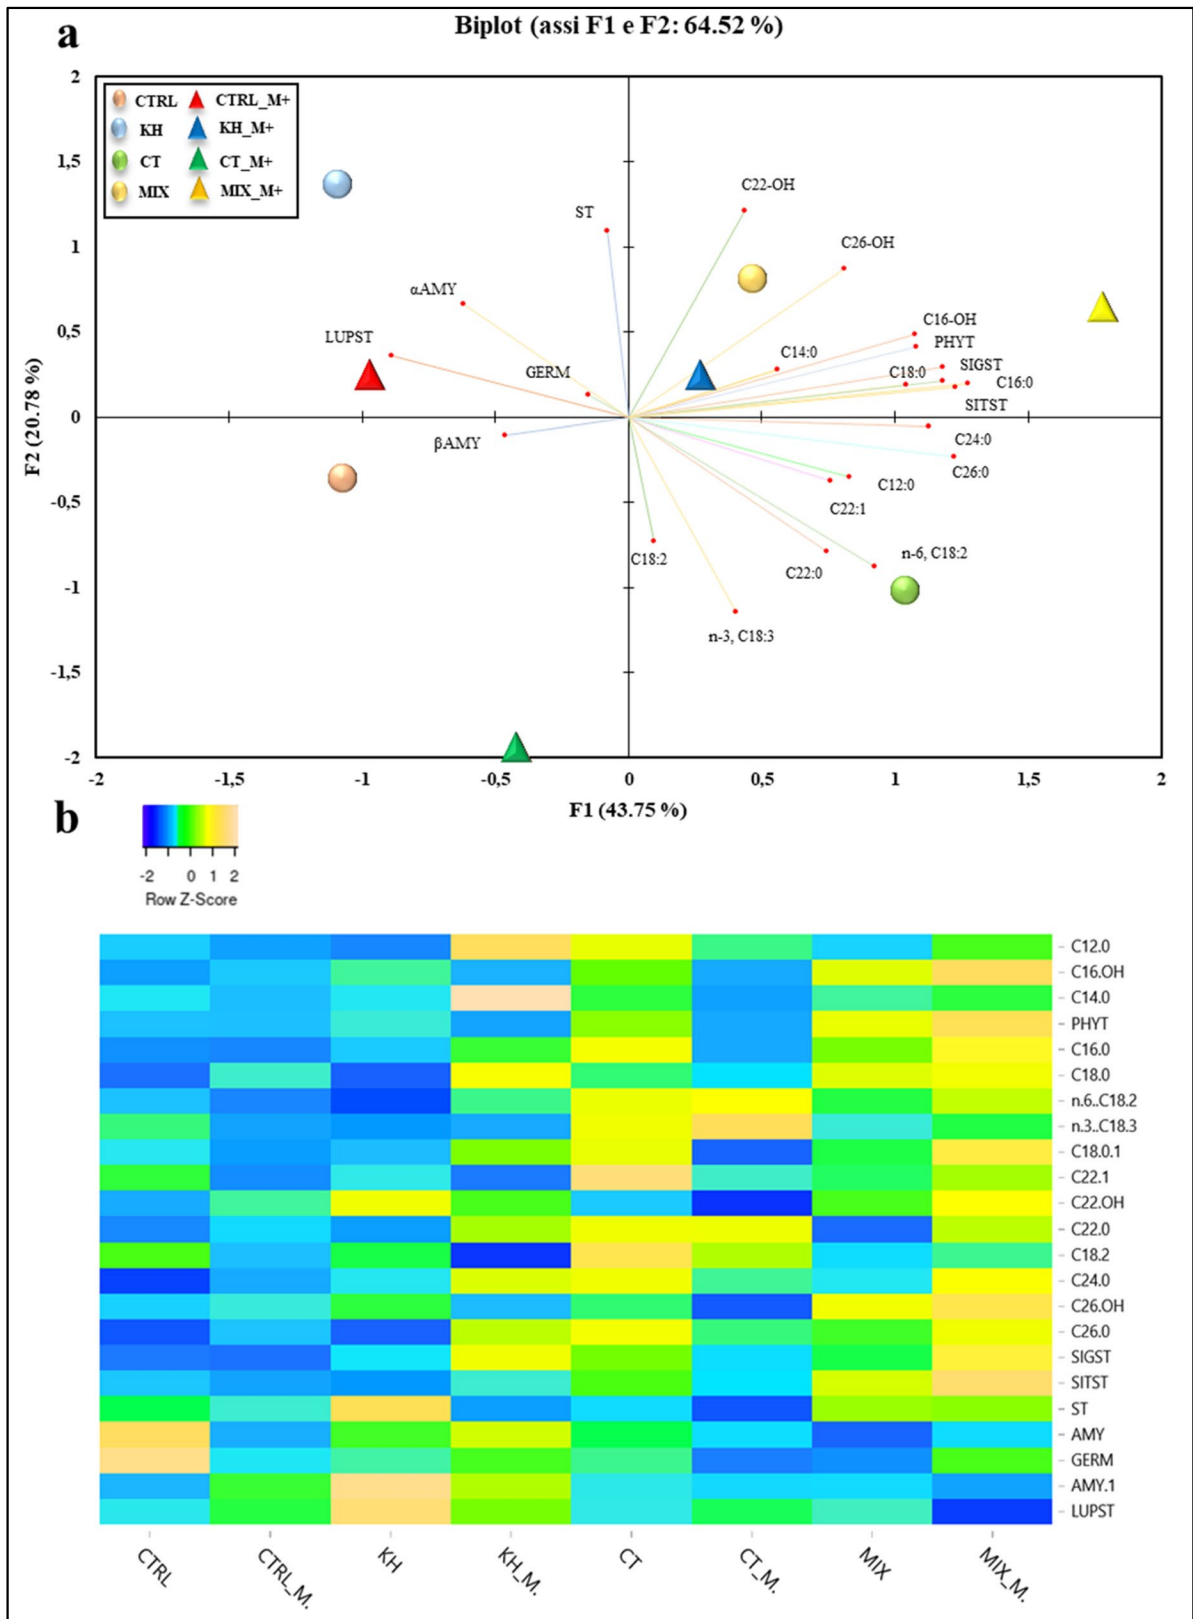 a
Biplot (assi F1 e F2: 64.52 %)
CTRL CTRL_M+
KH KH_M+
CT CT_M+
MIX MIX_M+
2
1,5
1
0,5
0
-0,5
-1
-1,5
-2
F2 (20.78 %)
C22-OH
ST
C26-OH
αAMY
C16-OH
LUPST
PHYT
C14:0
SIGST
GERM
C18:0
C16:0
SITST
βAMY
C24:0
C26:0
C12:0
C22:1
C18:2
n-6, C18:2
C22:0
n-3, C18:3
-2 -1,5 -1 -0,5 0 0,5 1 1,5 2
F1 (43.75 %)
b
-2 0 1 2
Row Z-Score
C12.0
C16.OH
C14.0
PHYT
C16.0
C18.0
n.6..C18.2
n.3..C18.3
C18.0.1
C22.1
C22.OH
C22.0
C18.2
C24.0
C26.OH
C26.0
SIGST
SITST
ST
AMY
GERM
AMY.1
LUPST
CTRL
CTRL_M.
KH
KH_M.
CT
CT_M.
MIX
MIX_M.